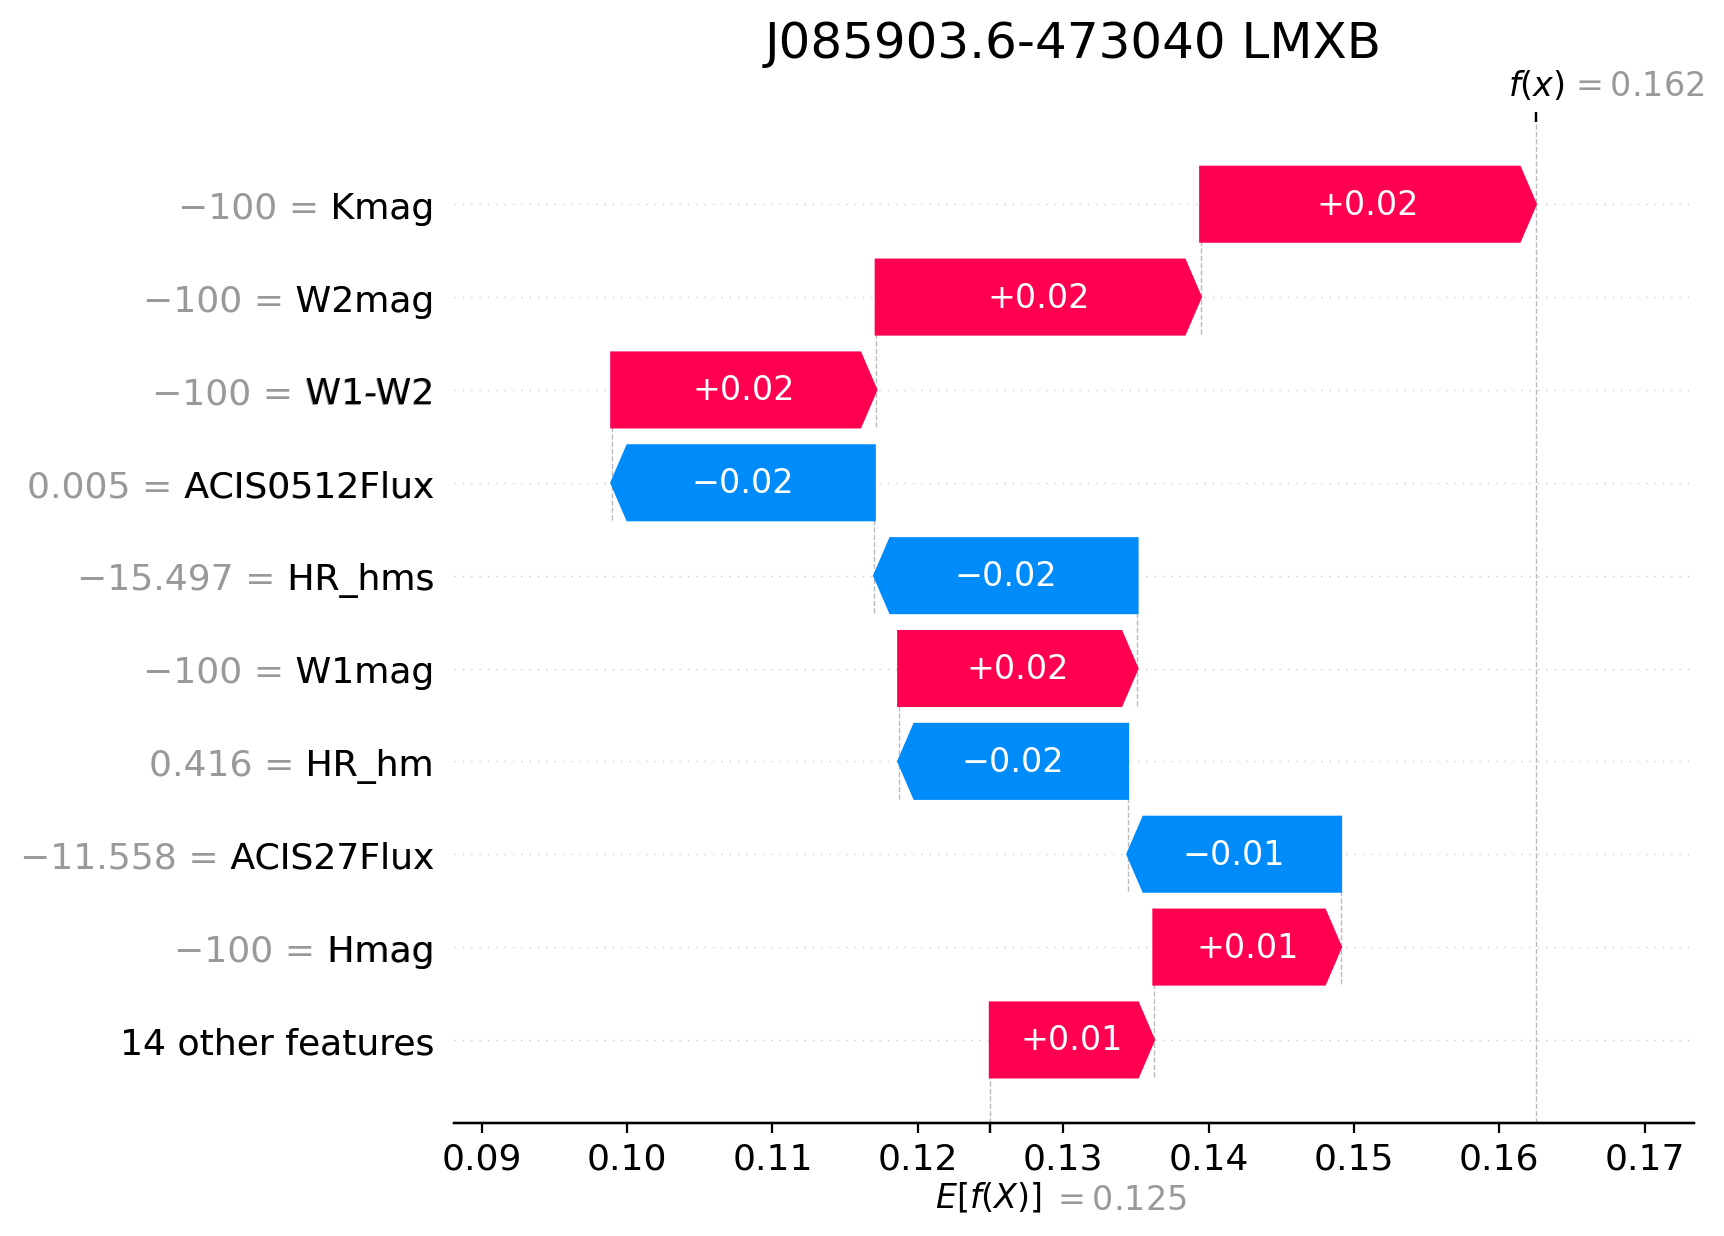 J085903.6-473040 LMXB
f(x) = 0.162
−100 = Kmag +0.02
−100 = W2mag +0.02
−100 = W1-W2 +0.02
0.005 = ACIS0512Flux −0.02
−15.497 = HR_hms −0.02
−100 = W1mag +0.02
0.416 = HR_hm −0.02
−11.558 = ACIS27Flux −0.01
−100 = Hmag +0.01
14 other features +0.01
0.09 0.10 0.11 0.12 0.13 0.14 0.15 0.16 0.17
E[f(X)] = 0.125